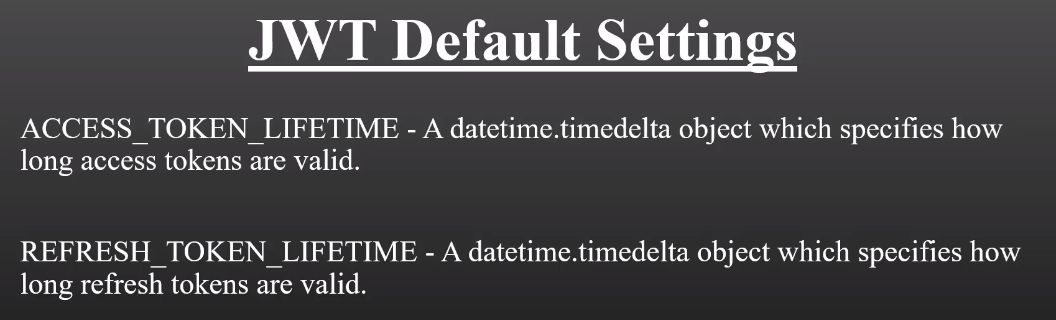 JWT Default Settings
ACCESS_TOKEN_LIFETIME - A datetime.timedelta object which specifies how
long access tokens are valid.
REFRESH_TOKEN_LIFETIME - A datetime.timedelta object which specifies how
long refresh tokens are valid.